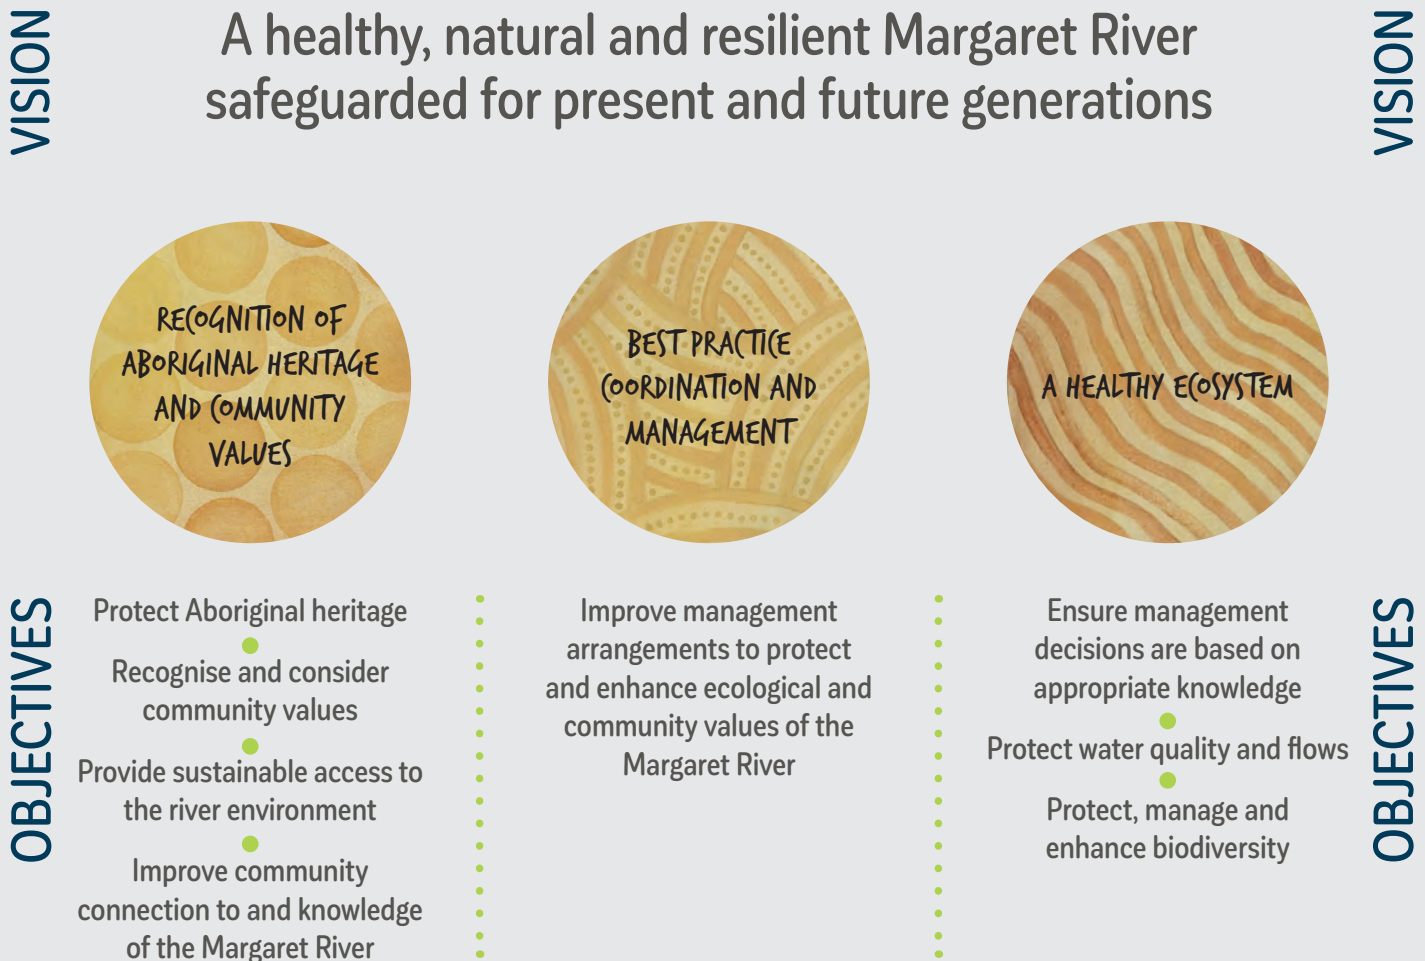 VISION
A healthy, natural and resilient Margaret River
safeguarded for present and future generations
VISION
RECOGNITION OF
ABORIGINAL HERITAGE
AND COMMUNITY
VALUES
BEST PRACTICE
COORDINATION AND
MANAGEMENT
A HEALTHY ECOSYSTEM
OBJECTIVES
Protect Aboriginal heritage
Recognise and consider
community values
Provide sustainable access to
the river environment
Improve community
connection to and knowledge
of the Margaret River
Improve management
arrangements to protect
and enhance ecological and
community values of the
Margaret River
Ensure management
decisions are based on
appropriate knowledge
Protect water quality and flows
Protect, manage and
enhance biodiversity
OBJECTIVES